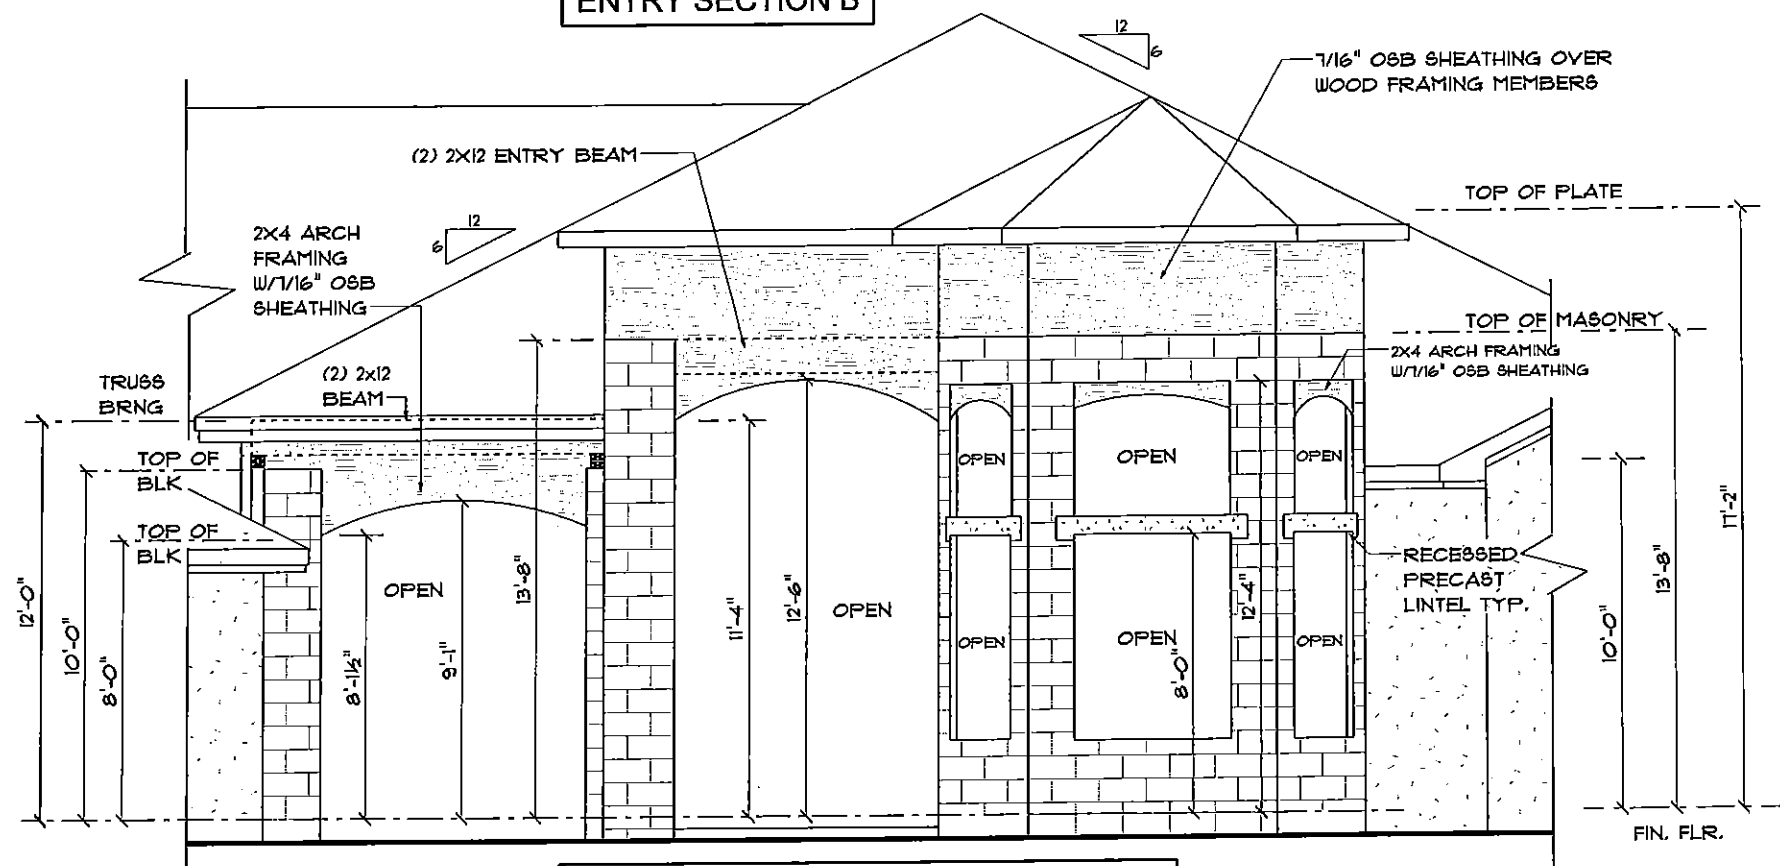 ENTRY SECTION B
12
6
7/16" OSB SHEATHING OVER
WOOD FRAMING MEMBERS
(2) 2X12 ENTRY BEAM
TOP OF PLATE
12
6
2X4 ARCH
FRAMING
W/7/16" OSB
SHEATHING
TOP OF MASONRY
2X4 ARCH FRAMING
W/7/16" OSB SHEATHING
TRUSS
BRNG
(2) 2x12
BEAM
TOP OF
BLK
TOP OF
BLK
OPEN
OPEN
OPEN
OPEN
OPEN
OPEN
OPEN
OPEN
RECESSED
PRECAST
LINTEL TYP.
12'-0"
10'-0"
8'-0"
8'-1½"
9'-1"
13'-8"
11'-4"
12'-6"
8'-0"
12'-4"
10'-0"
13'-8"
17'-2"
FIN. FLR.